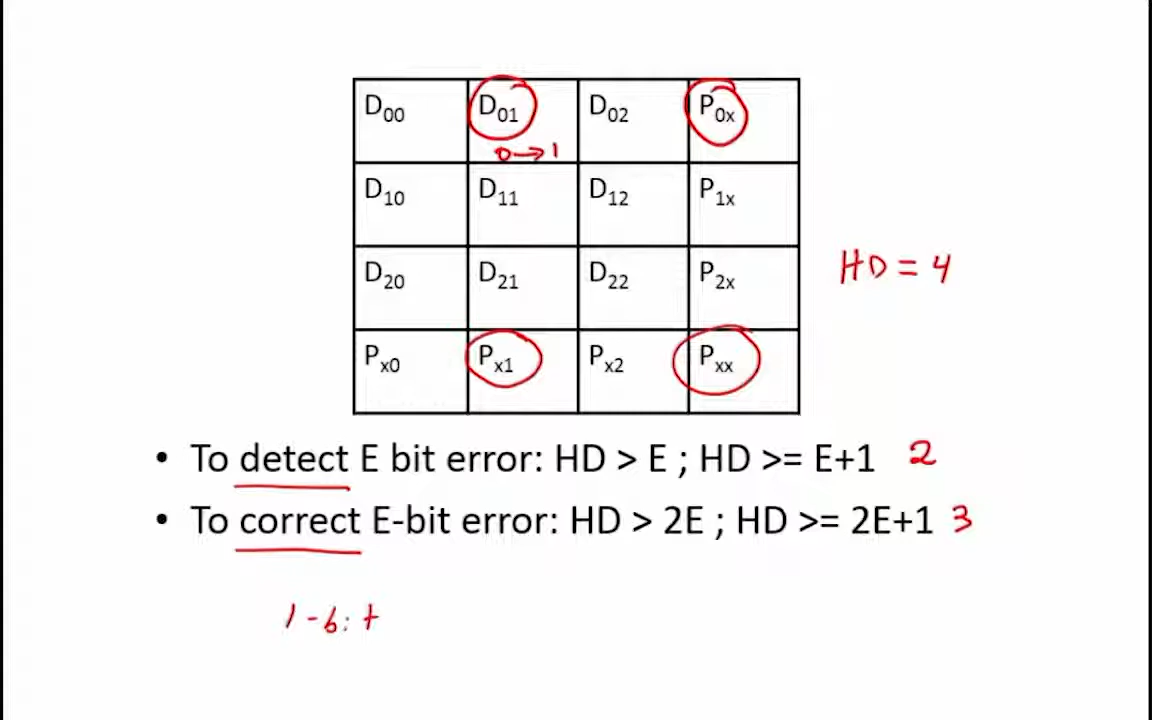 D00 D01 D02 P0x
0→1
D10 D11 D12 P1x
D20 D21 D22 P2x
HD = 4
Px0 Px1 Px2 Pxx
• To detect E bit error: HD > E ; HD >= E+1 2
• To correct E-bit error: HD > 2E ; HD >= 2E+1 3
1-bit